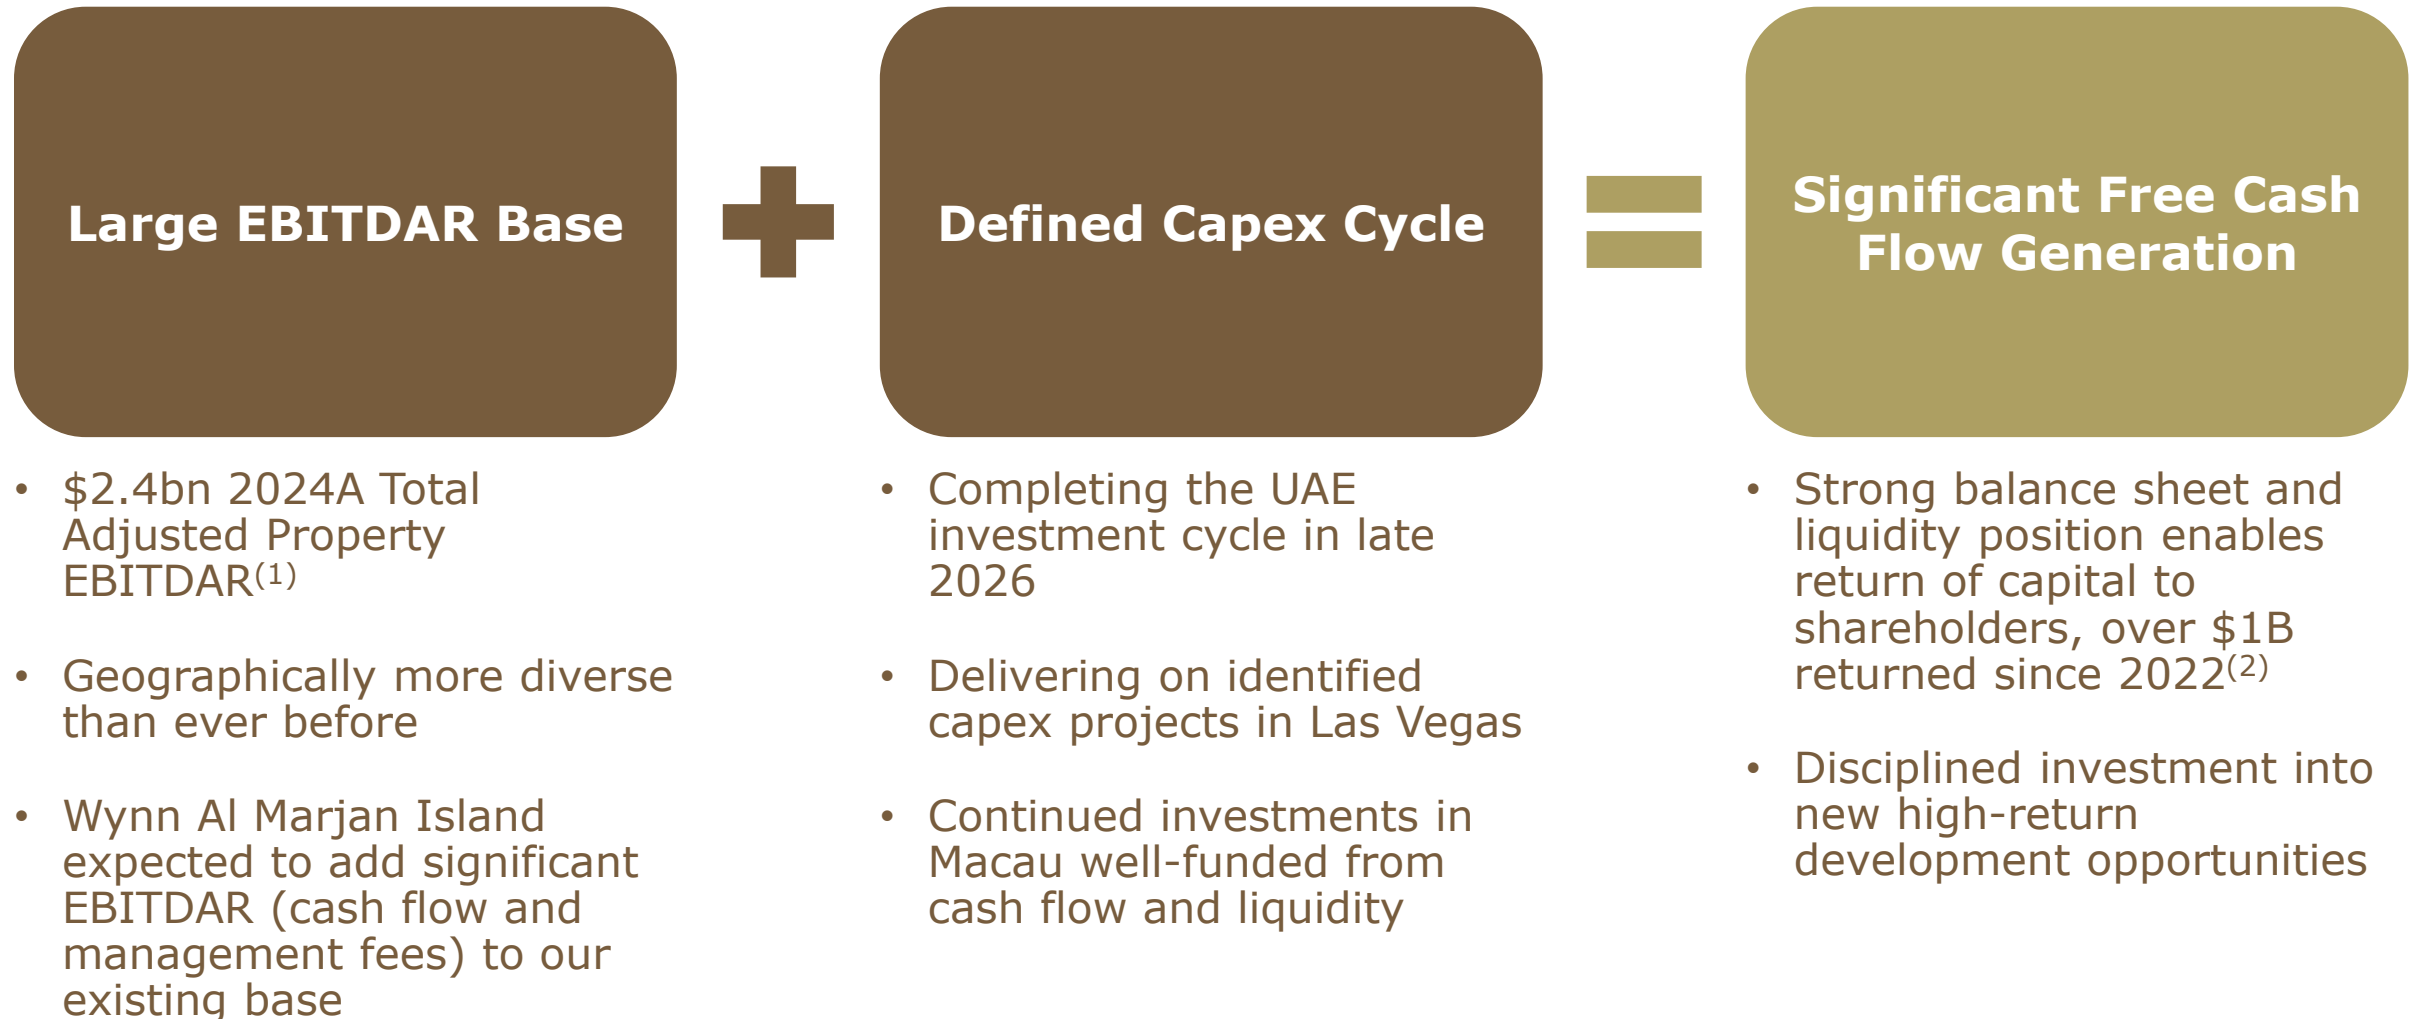 Large EBITDAR Base
Defined Capex Cycle
Significant Free Cash
Flow Generation
• $2.4bn 2024A Total
Adjusted Property
EBITDAR(1)
• Geographically more diverse
than ever before
• Wynn Al Marjan Island
expected to add significant
EBITDAR (cash flow and
management fees) to our
existing base
• Completing the UAE
investment cycle in late
2026
• Delivering on identified
capex projects in Las Vegas
• Continued investments in
Macau well-funded from
cash flow and liquidity
• Strong balance sheet and
liquidity position enables
return of capital to
shareholders, over $1B
returned since 2022(2)
• Disciplined investment into
new high-return
development opportunities